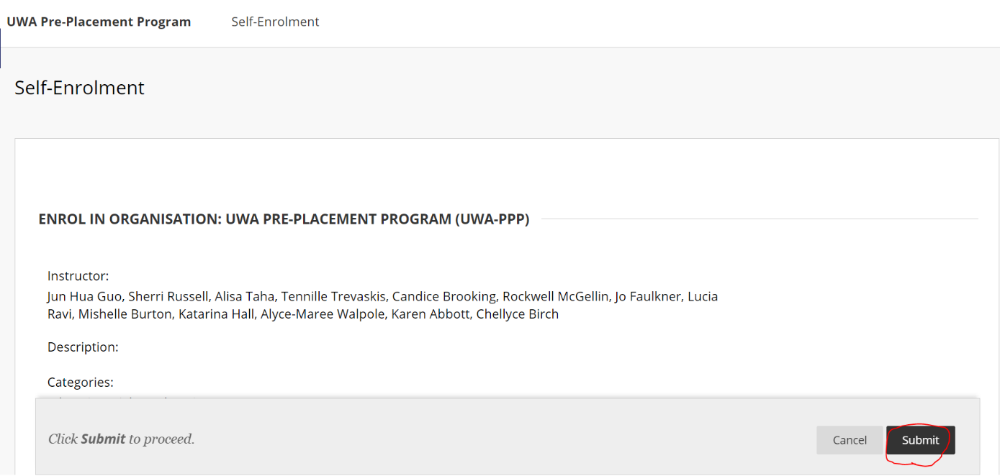 UWA Pre-Placement Program Self-Enrolment
Self-Enrolment
ENROL IN ORGANISATION: UWA PRE-PLACEMENT PROGRAM (UWA-PPP)
Instructor:
Jun Hua Guo, Sherri Russell, Alisa Taha, Tennille Trevaskis, Candice Brooking, Rockwell McGellin, Jo Faulkner, Lucia
Ravi, Mishelle Burton, Katarina Hall, Alyce-Maree Walpole, Karen Abbott, Chellyce Birch
Description:
Categories:
Click Submit to proceed.
Cancel Submit